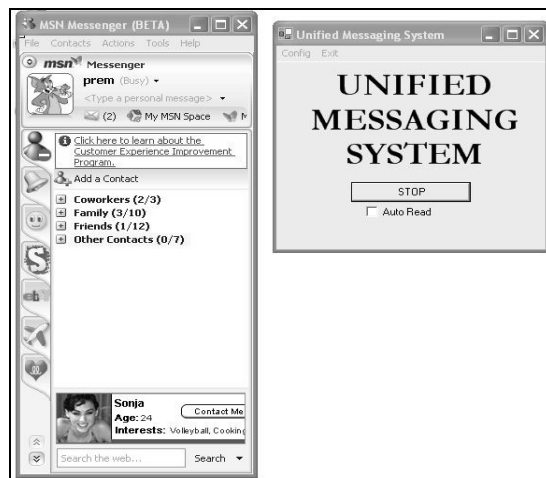 MSN Messenger (BETA)
File Contacts Actions Tools Help
msn Messenger
prem (Busy)
<Type a personal message>
(2) My MSN Space
Click here to learn about the
Customer Experience Improvement
Program.
Add a Contact
Coworkers (2/3)
Family (3/10)
Friends (1/12)
Other Contacts (0/7)
Sonja
Age: 24
Contact Me
Interests: Volleyball, Cooking
Search the web...
Search
Unified Messaging System
Config Exit
UNIFIED
MESSAGING
SYSTEM
STOP
Auto Read